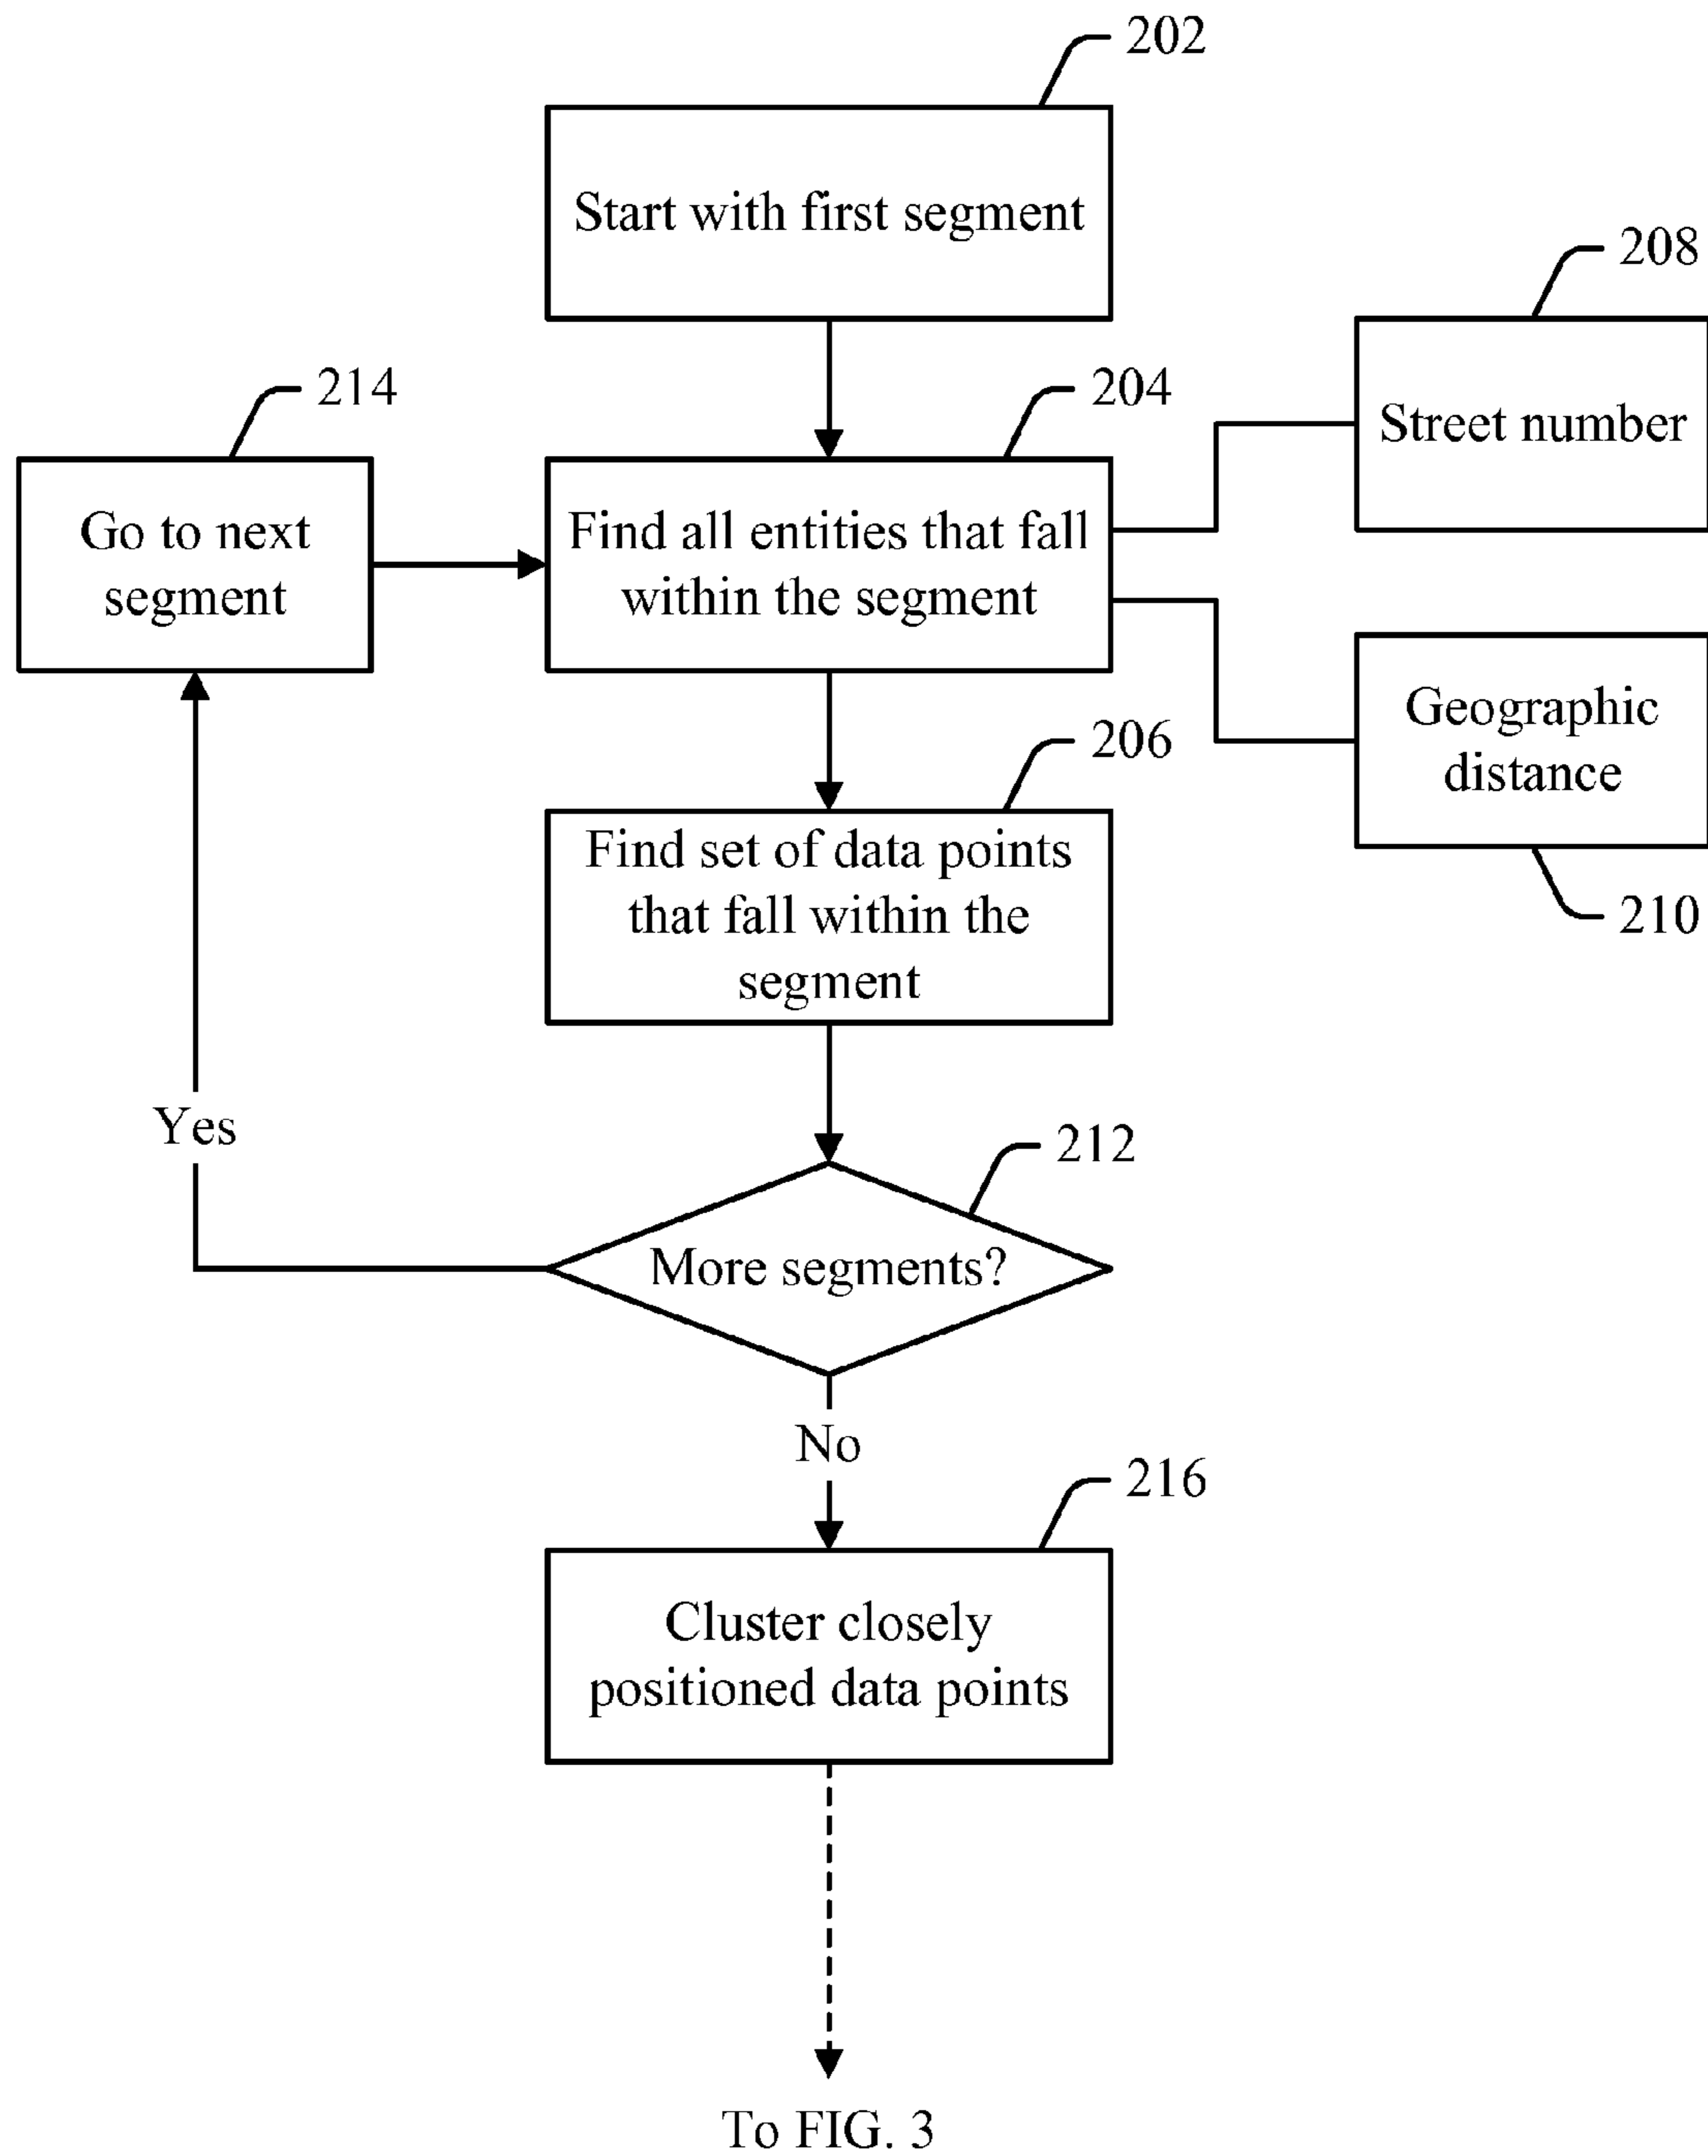 202
Start with first segment
208
Street number
214
Go to next
segment
204
Find all entities that fall
within the segment
Geographic
distance
210
206
Find set of data points
that fall within the
segment
Yes
212
More segments?
No
216
Cluster closely
positioned data points
To FIG. 3